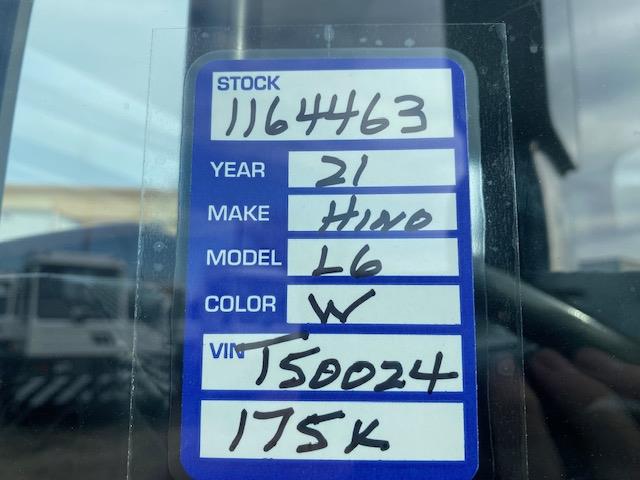 STOCK
1164463
YEAR 21
MAKE HINO
MODEL L6
COLOR W
VIN T50024
175K